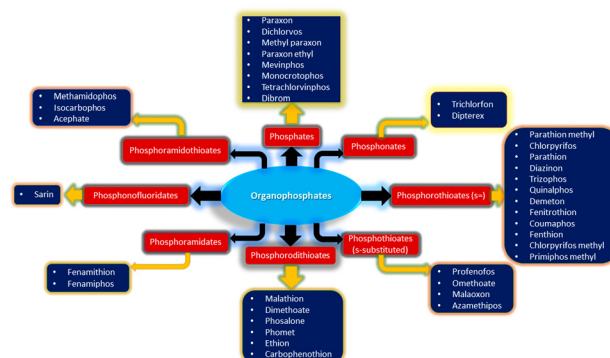 Paraxon
Dichlorvos
Methyl paraxon
Paraxon ethyl
Mevinphos
Monocrotophos
Tetrachlorvinphos
Dibrom
Methamidophos
Isocarbophos
Acephate
Trichlorfon
Dipterex
Phosphates
Phosphoramidothioates
Phosphonates
Parathion methyl
Chlorpyrifos
Parathion
Diazinon
Trizophos
Quinalphos
Demeton
Fenitrothion
Coumaphos
Fenthion
Chlorpyrifos methyl
Primiphos methyl
Sarin
Phosphonofluoridates
Organophosphates
Phosphorothioates (s=)
Phosphoramidates
Phosphorodithioates
Phosphothioates
(s-substituted)
Fenamithion
Fenamiphos
Malathion
Dimethoate
Phosalone
Phomet
Ethion
Carbophenothion
Profenofos
Omethoate
Malaoxon
Azamethipos